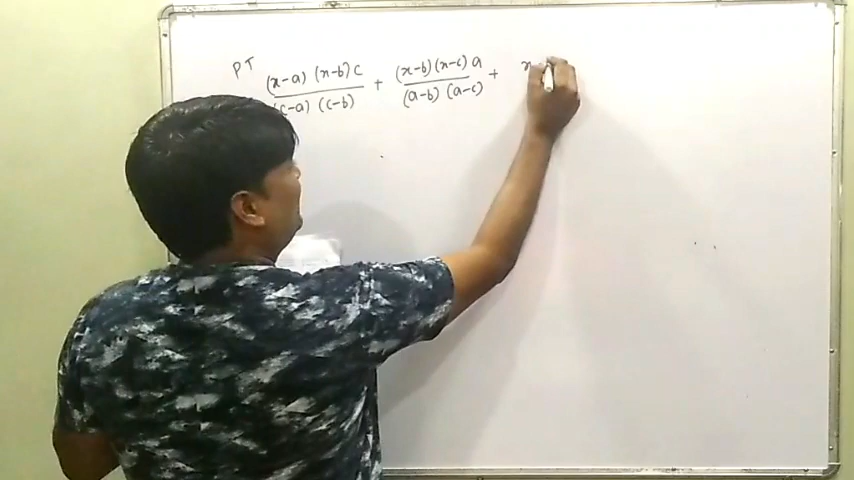 PT (x-a) (x-b) c / (c-a) (c-b) + (x-b) (x-c) a / (a-b) (a-c) + x